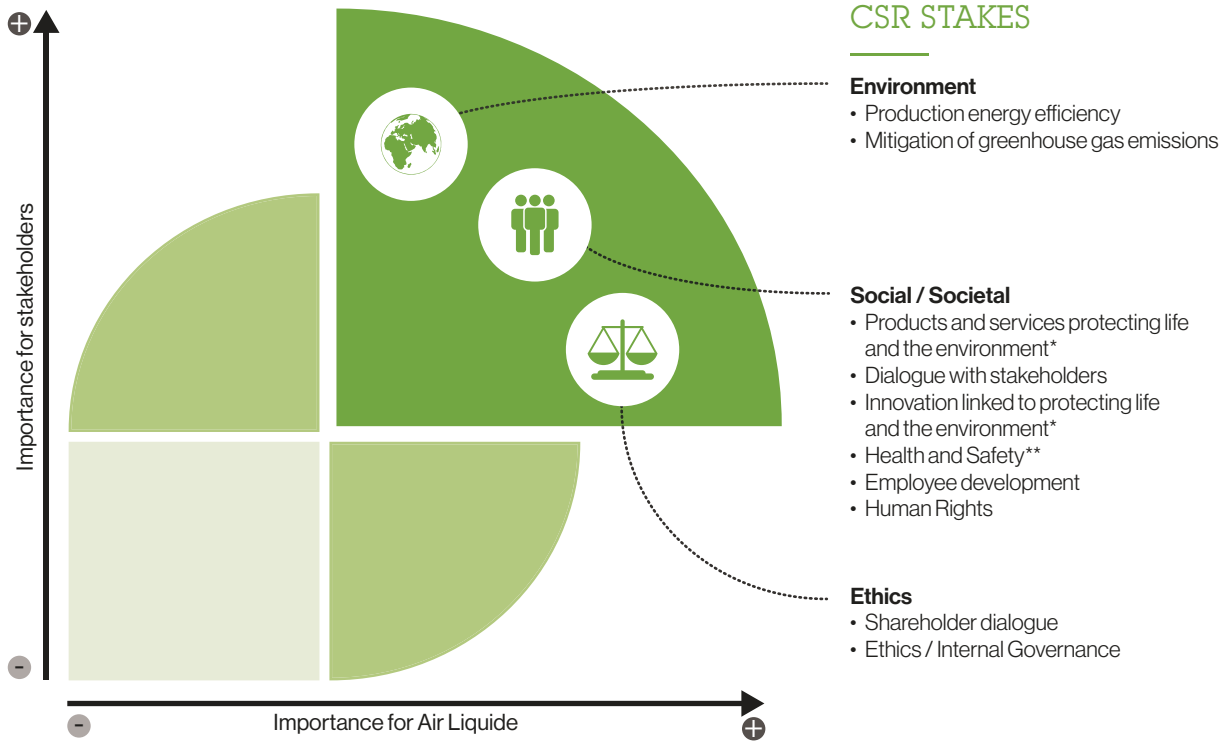 CSR STAKES
Environment
• Production energy efficiency
• Mitigation of greenhouse gas emissions
Social / Societal
• Products and services protecting life
and the environment*
• Dialogue with stakeholders
• Innovation linked to protecting life
and the environment*
• Health and Safety**
• Employee development
• Human Rights
Ethics
• Shareholder dialogue
• Ethics / Internal Governance
+
Importance for stakeholders
-
-
Importance for Air Liquide
+